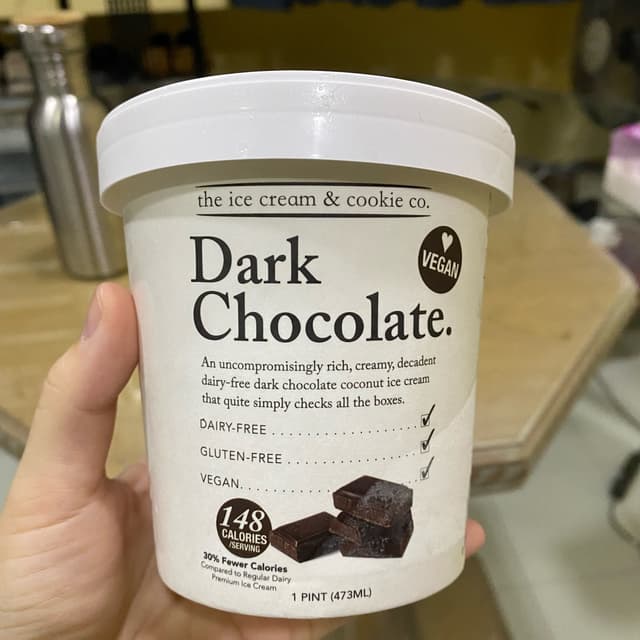 the ice cream & cookie co.
VEGAN
Dark
Chocolate.
An uncompromisingly rich, creamy, decadent
dairy-free dark chocolate coconut ice cream
that quite simply checks all the boxes.
DAIRY-FREE
GLUTEN-FREE
VEGAN
148
CALORIES
/SERVING
30% Fewer Calories
Compared to Regular Dairy
Premium Ice Cream
1 PINT (473ML)